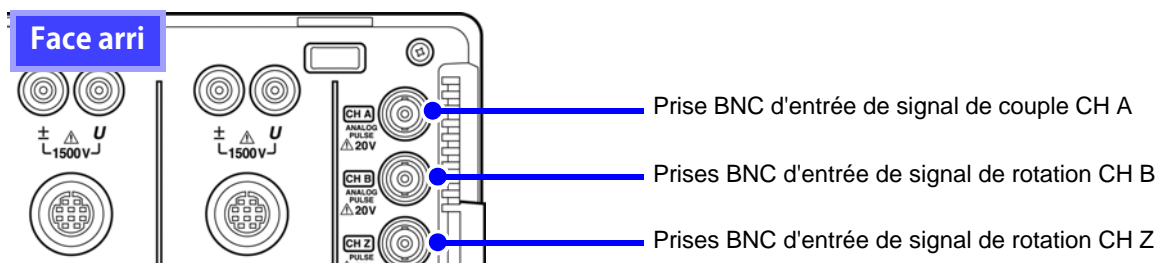 Face arri
± ⚠ U
1500V
± ⚠ U
1500V
CH A
ANALOG
PULSE
⚠ 20V
Prise BNC d'entrée de signal de couple CH A
CH B
ANALOG
PULSE
⚠ 20V
Prises BNC d'entrée de signal de rotation CH B
CH Z
PULSE
Prises BNC d'entrée de signal de rotation CH Z